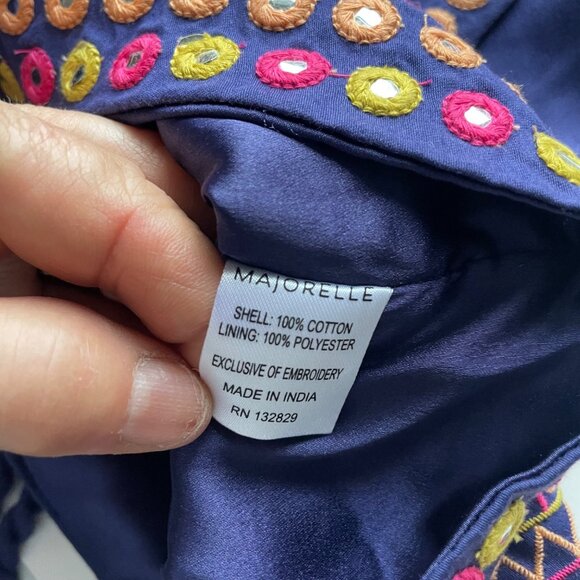 MAJORELLE
SHELL: 100% COTTON
LINING: 100% POLYESTER
EXCLUSIVE OF EMBROIDERY
MADE IN INDIA
RN 132829